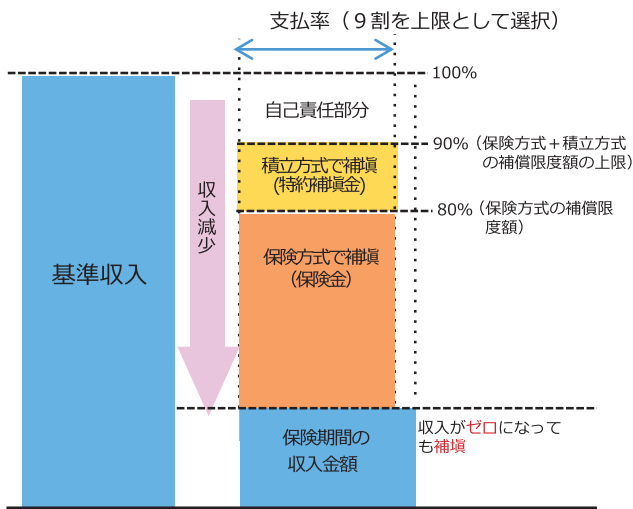 支払率（９割を上限として選択）
100%
自己責任部分
90%（保険方式＋積立方式
の補償限度額の上限）
積立方式で補塡
(特約補塡金)
80%（保険方式の補償限
度額）
収入減少
基準収入
保険方式で補塡
(保険金)
収入がゼロになって
も補塡
保険期間の
収入金額